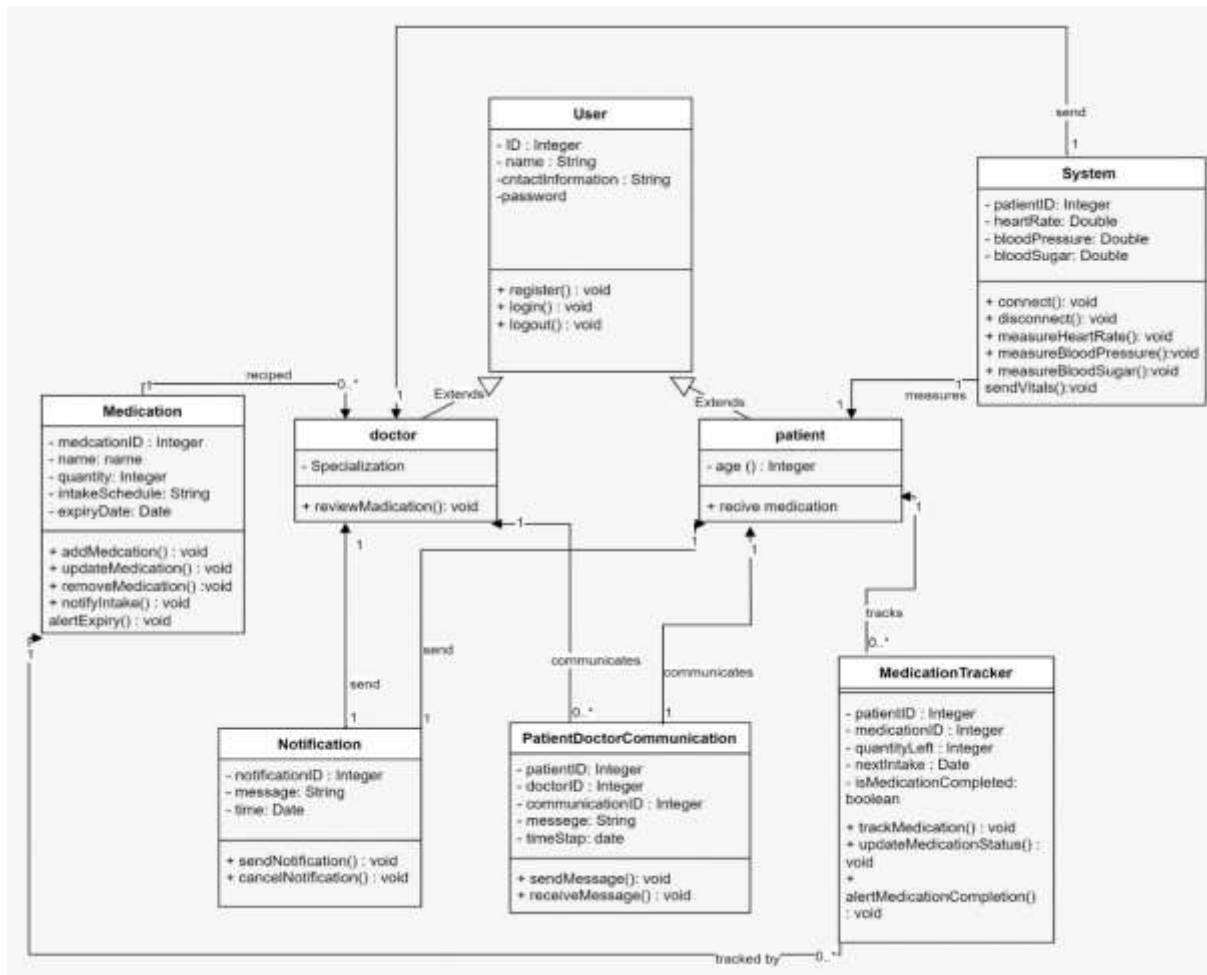 send
1
User
- ID : Integer
- name : String
-cntactInformation : String
-password
+ register() : void
+ login() : void
+ logout() : void
System
- patientID: Integer
- heartRate: Double
- bloodPressure: Double
- bloodSugar: Double
+ connect(): void
+ disconnect(): void
+ measureHeartRate(): void
+ measureBloodPressure():void
+ measureBloodSugar():void
sendVitals():void
1
reciped
0..*
1
Extends
Extends
1
measures
1
Medication
- medcationID : Integer
- name: name
- quantity: Integer
- intakeSchedule: String
- expiryDate: Date
+ addMedcation() : void
+ updateMedication() : void
+ removeMedication() :void
+ notifyIntake() : void
alertExpiry() : void
1
doctor
- Specialization
+ reviewMadication(): void
1
1
patient
- age () : Integer
+ recive medication
1
1
1
send
send
communicates
communicates
tracks
1
1
0..*
1
0..*
Notification
- notificationID : Integer
- message: String
- time: Date
+ sendNotification() : void
+ cancelNotification() : void
PatientDoctorCommunication
- patientID: Integer
- doctorID : Integer
- communicationID : Integer
- messege: String
- timeStap: date
+ sendMessage(): void
+ receiveMessage() : void
MedicationTracker
- patientID : Integer
- medicationID : Integer
- quantityLeft : Integer
- nextIntake : Date
- isMedicationCompleted:
boolean
+ trackMedication() : void
+ updateMedicationStatus() :
void
+
alertMedicationCompletion()
: void
tracked by
0..*